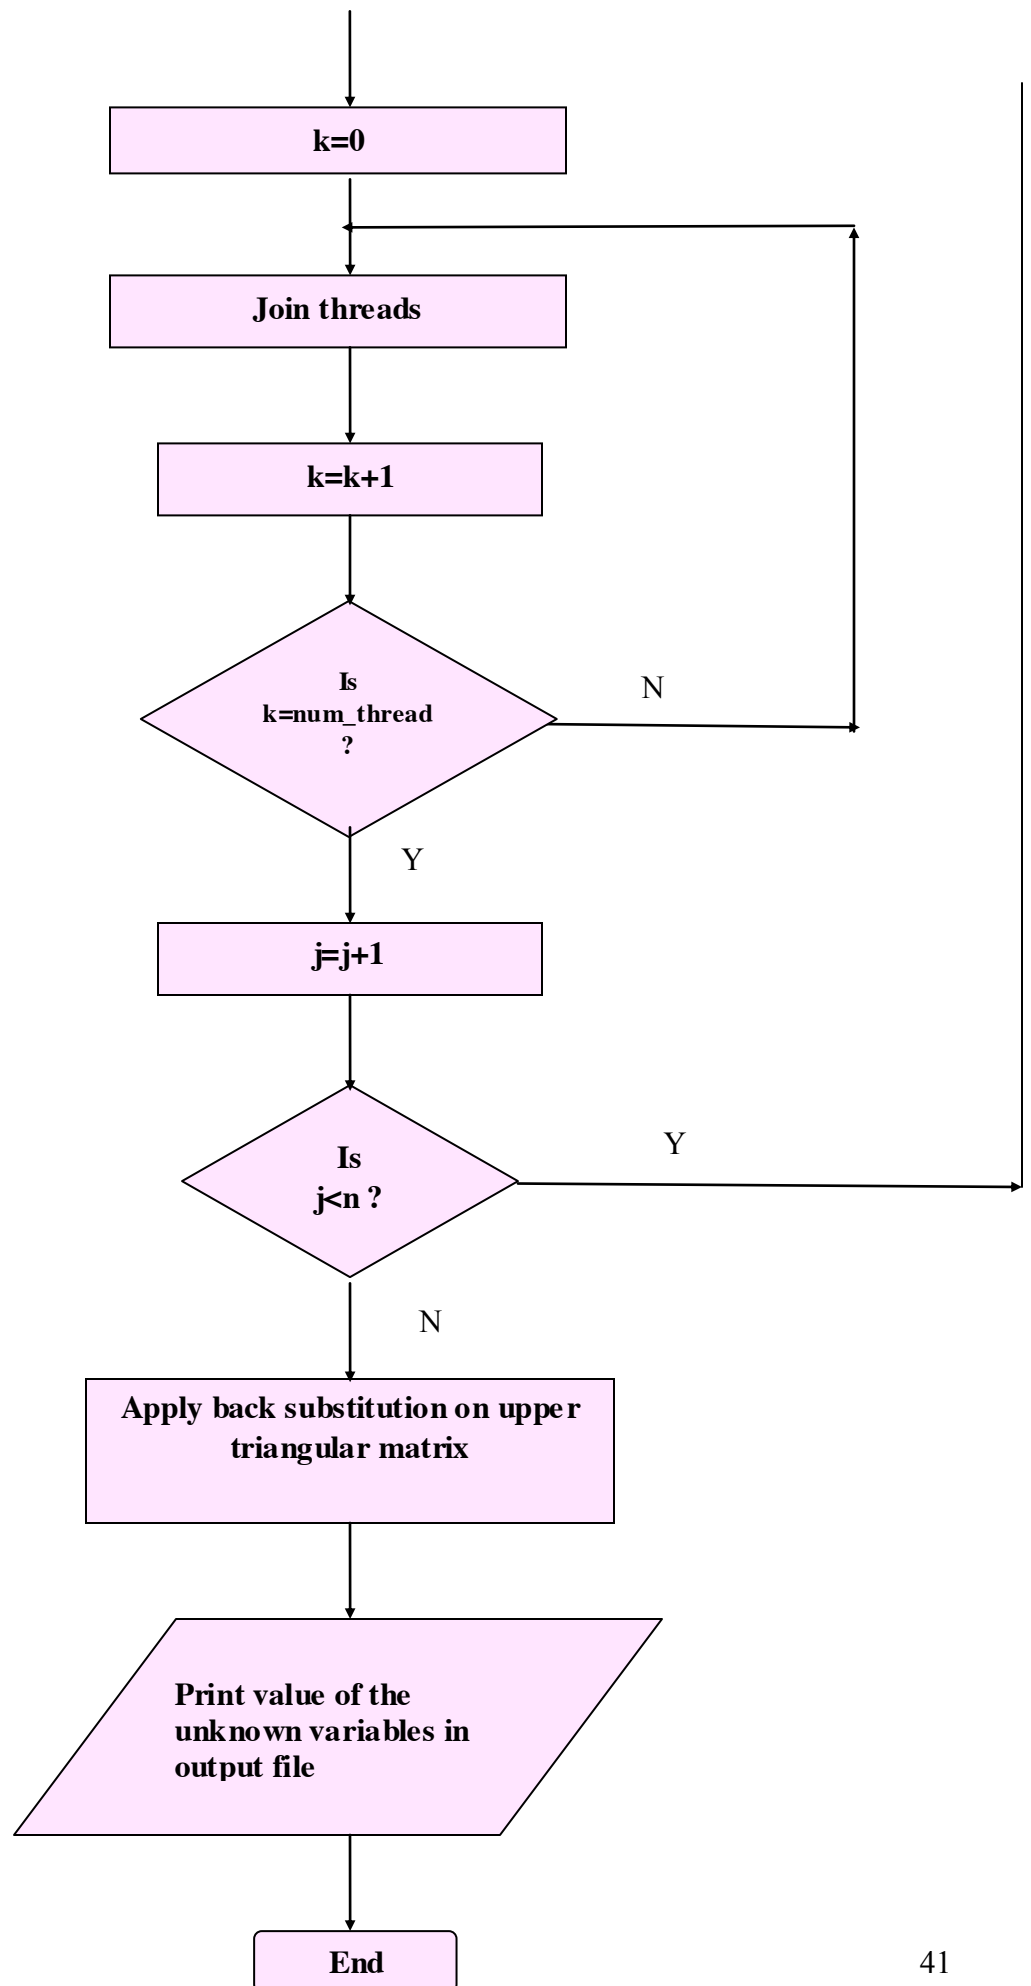 k=0
Join threads
k=k+1
Is
k=num_thread
?
N
Y
j=j+1
Is
j<n ?
Y
N
Apply back substitution on upper
triangular matrix
Print value of the
unknown variables in
output file
End
41